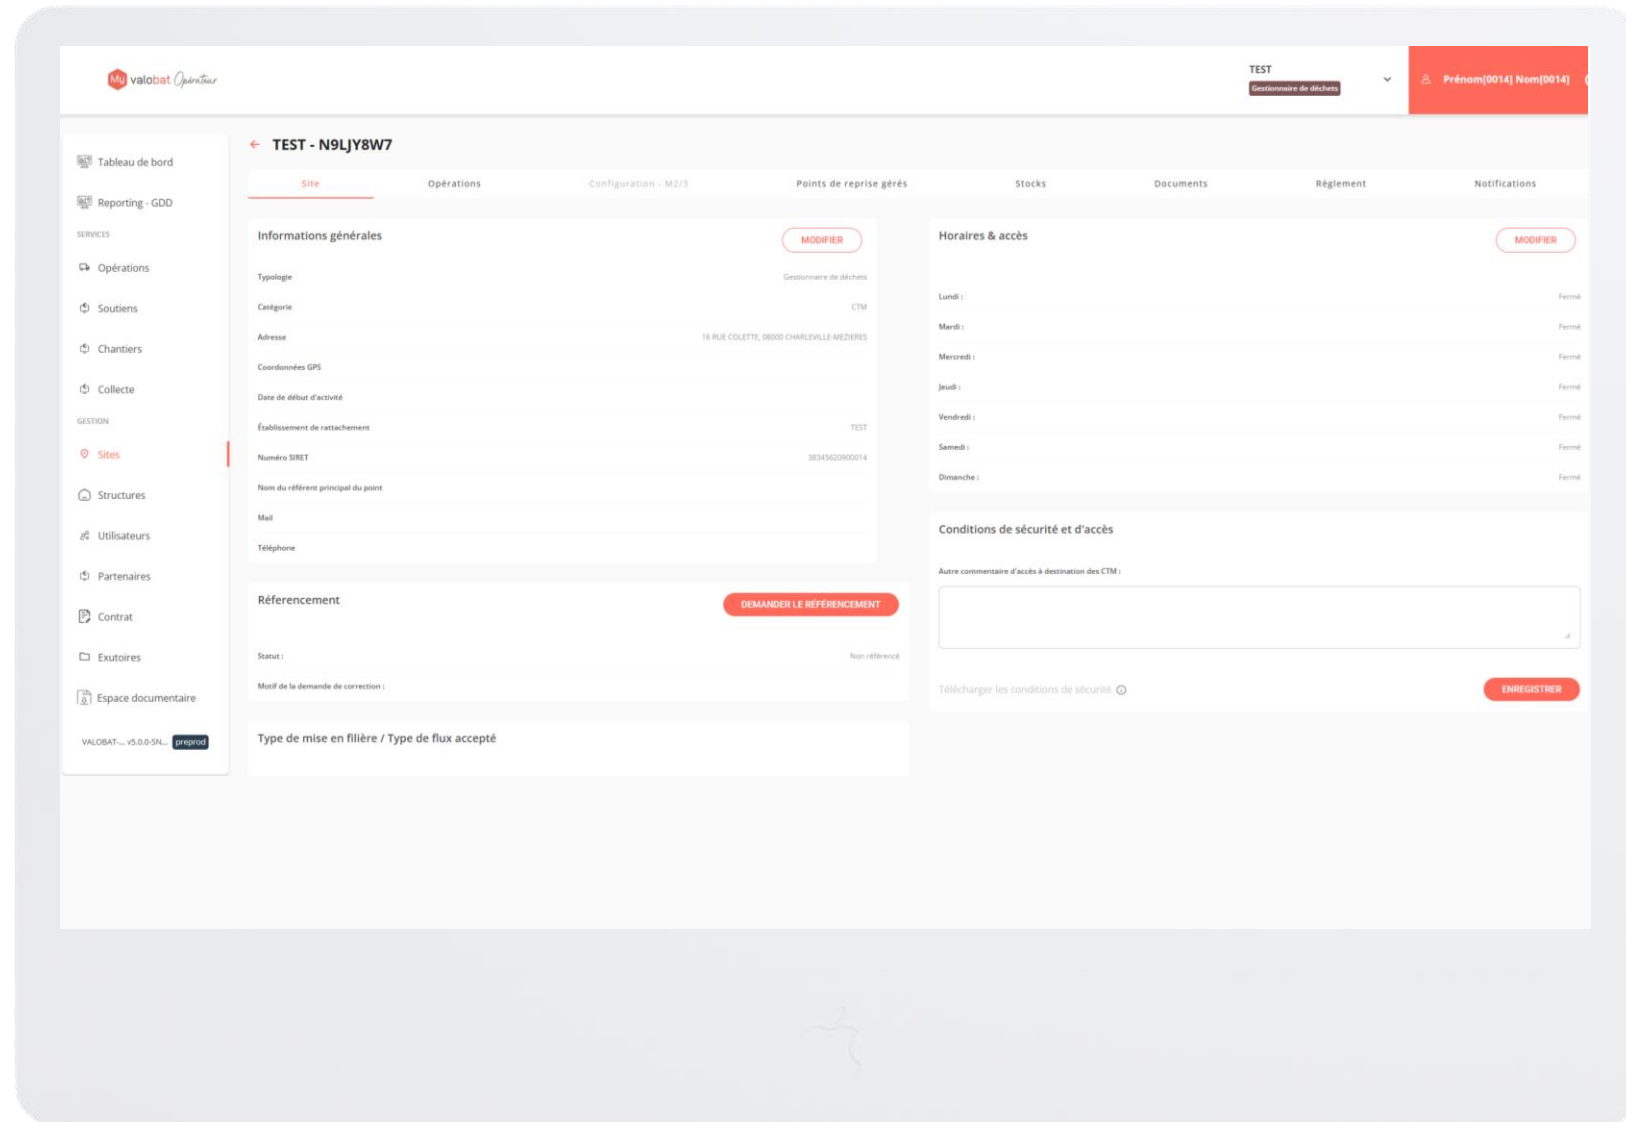 My valobat Opérateur
TEST
Gestionnaire de déchets
Prénom[0014] Nom[0014]
Tableau de bord
Reporting - GDD
SERVICES
Opérations
Soutiens
Chantiers
Collecte
GESTION
Sites
Structures
Utilisateurs
Partenaires
Contrat
Exutoires
Espace documentaire
VALOBAT-... v5.0.0-SN... preprod
TEST - N9LJY8W7
Site Opérations Configuration - M2/3 Points de reprise gérés Stocks Documents Règlement Notifications
Informations générales MODIFIER
Typologie Gestionnaire de déchets
Catégorie CTM
Adresse 16 RUE COLETTE, 08000 CHARLEVILLE-MEZIERES
Coordonnées GPS
Date de début d'activité
Établissement de rattachement TEST
Numéro SIRET 38345620900014
Nom du référent principal du point
Mail
Téléphone
Réferencement DEMANDER LE RÉFÉRENCEMENT
Statut : Non référencé
Motif de la demande de correction :
Type de mise en filière / Type de flux accepté
Horaires & accès MODIFIER
Lundi : Fermé
Mardi : Fermé
Mercredi : Fermé
Jeudi : Fermé
Vendredi : Fermé
Samedi : Fermé
Dimanche : Fermé
Conditions de sécurité et d'accès
Autre commentaire d'accès à destination des CTM :
Télécharger les conditions de sécurité ENREGISTRER